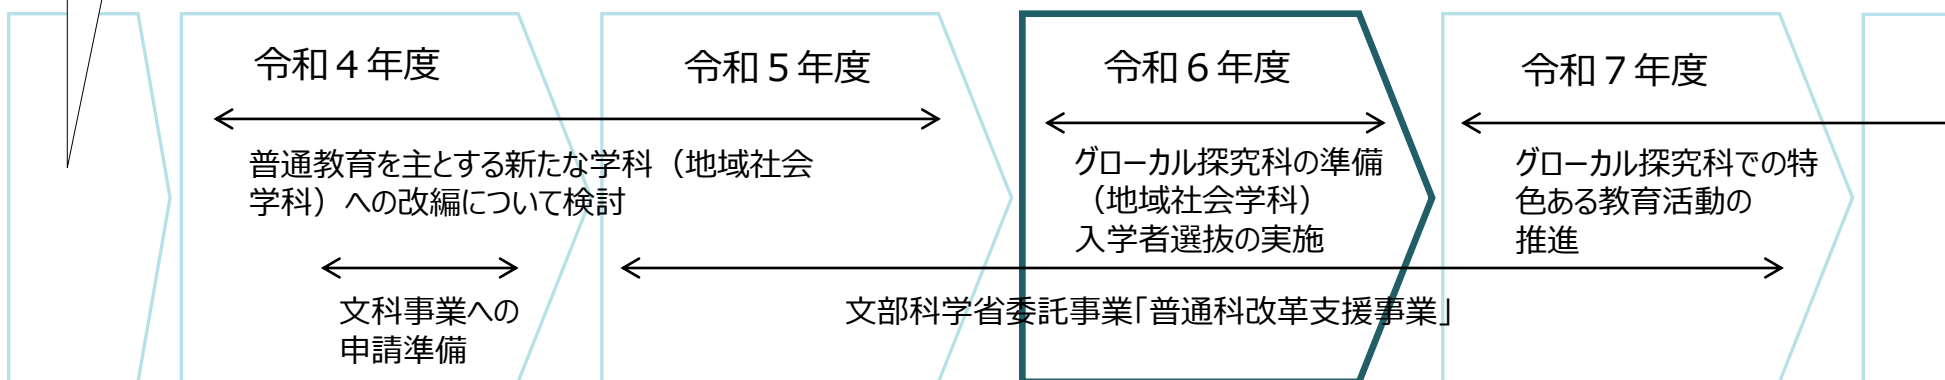 令和４年度
令和５年度
令和６年度
令和７年度
普通教育を主とする新たな学科（地域社会
学科）への改編について検討
グローカル探究科の準備
（地域社会学科）
入学者選抜の実施
グローカル探究科での特
色ある教育活動の
推進
文科事業への
申請準備
文部科学省委託事業「普通科改革支援事業」